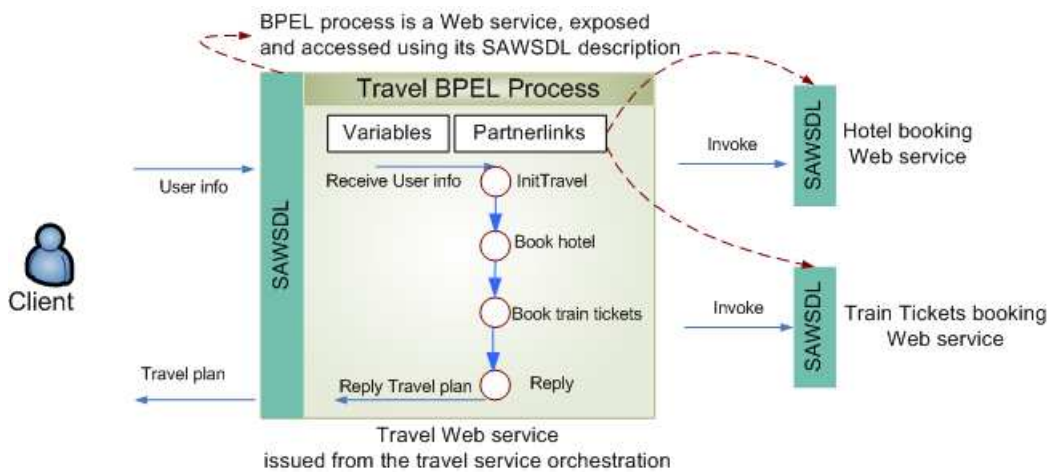 BPEL process is a Web service, exposed
and accessed using its SAWSDL description
Travel BPEL Process
Variables
Partnerlinks
Receive User info
InitTravel
Book hotel
Book train tickets
Reply Travel plan
Reply
SAWSDL
User info
Client
Travel plan
Invoke
SAWSDL
Hotel booking
Web service
Invoke
SAWSDL
Train Tickets booking
Web service
Travel Web service
issued from the travel service orchestration